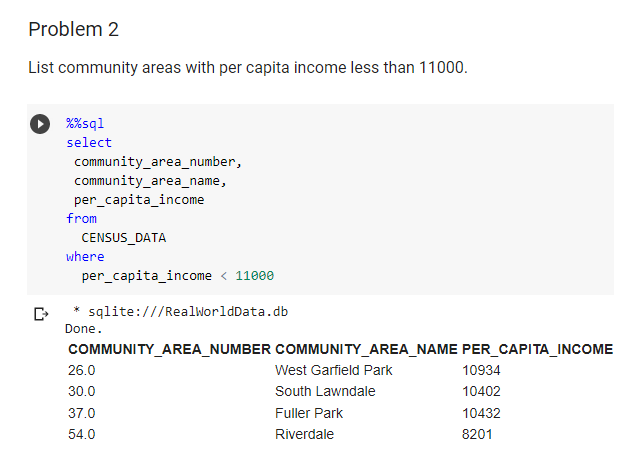 Problem 2
List community areas with per capita income less than 11000.
%%sql
select
community_area_number,
community_area_name,
per_capita_income
from
CENSUS_DATA
where
per_capita_income < 11000
* sqlite:///RealWorldData.db
Done.
COMMUNITY_AREA_NUMBER COMMUNITY_AREA_NAME PER_CAPITA_INCOME
26.0 West Garfield Park 10934
30.0 South Lawndale 10402
37.0 Fuller Park 10432
54.0 Riverdale 8201